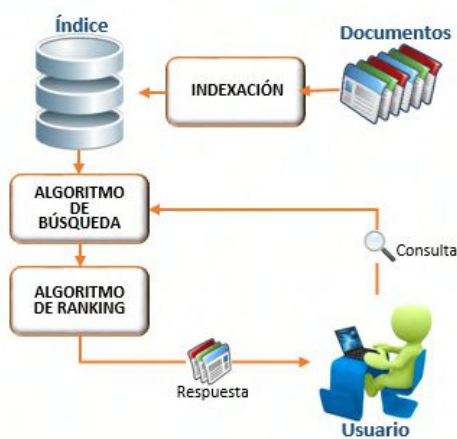 Índice
Documentos
INDEXACIÓN
ALGORITMO
DE
BÚSQUEDA
Consulta
ALGORITMO
DE RANKING
Respuesta
Usuario